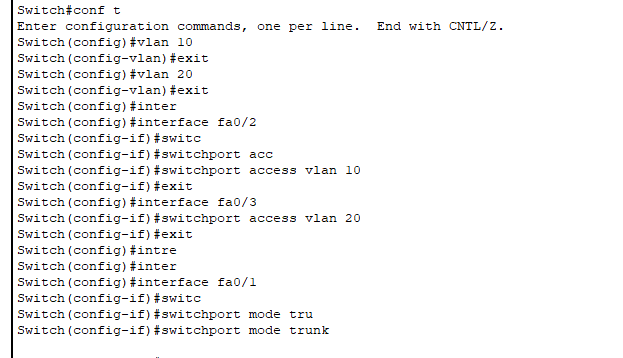 Switch#conf t
Enter configuration commands, one per line.  End with CNTL/Z.
Switch(config)#vlan 10
Switch(config-vlan)#exit
Switch(config)#vlan 20
Switch(config-vlan)#exit
Switch(config)#inter
Switch(config)#interface fa0/2
Switch(config-if)#switc
Switch(config-if)#switchport acc
Switch(config-if)#switchport access vlan 10
Switch(config-if)#exit
Switch(config)#interface fa0/3
Switch(config-if)#switchport access vlan 20
Switch(config-if)#exit
Switch(config)#intre
Switch(config)#inter
Switch(config)#interface fa0/1
Switch(config-if)#switc
Switch(config-if)#switchport mode tru
Switch(config-if)#switchport mode trunk